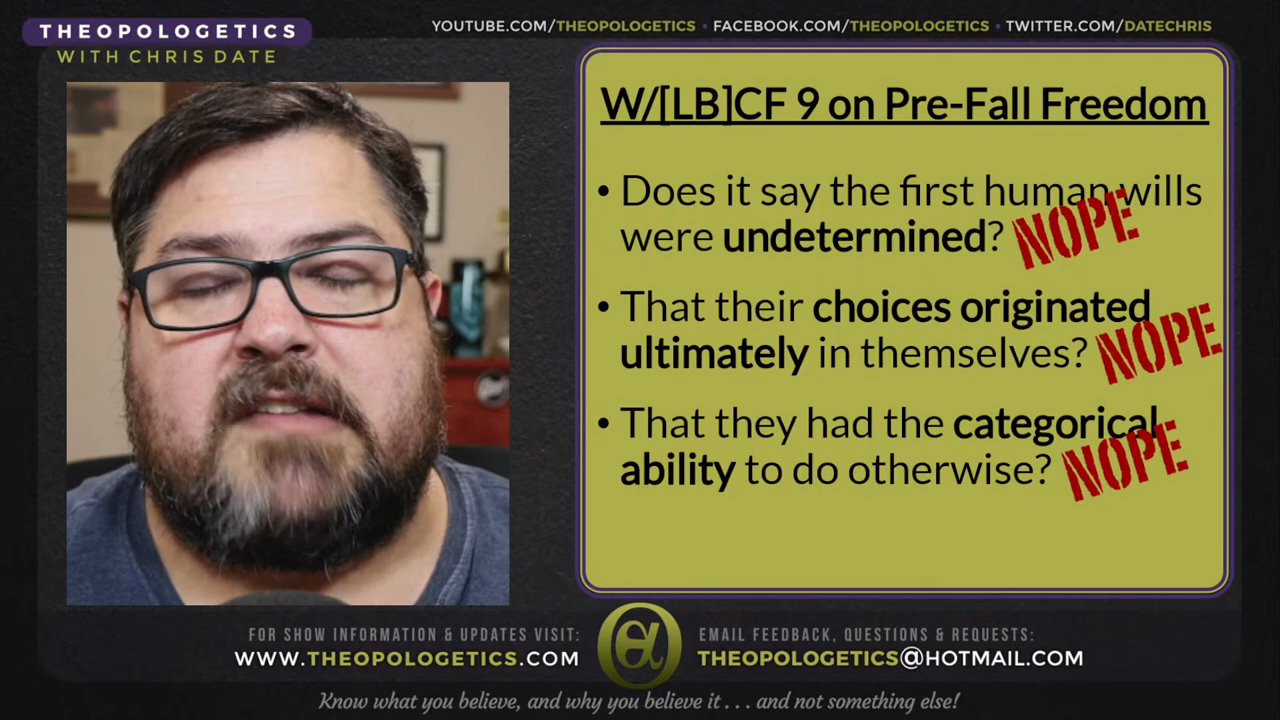 THEOPOLOGETICS
WITH CHRIS DATE
YOUTUBE.COM/THEOPOLOGETICS • FACEBOOK.COM/THEOPOLOGETICS • TWITTER.COM/DATECHRIS
W/[LB]CF 9 on Pre-Fall Freedom
• Does it say the first human wills
were undetermined? NOPE
• That their choices originated
ultimately in themselves? NOPE
• That they had the categorical
ability to do otherwise? NOPE
FOR SHOW INFORMATION & UPDATES VISIT:
WWW.THEOPOLOGETICS.COM
EMAIL FEEDBACK, QUESTIONS & REQUESTS:
THEOPOLOGETICS@HOTMAIL.COM
Know what you believe, and why you believe it . . . and not something else!